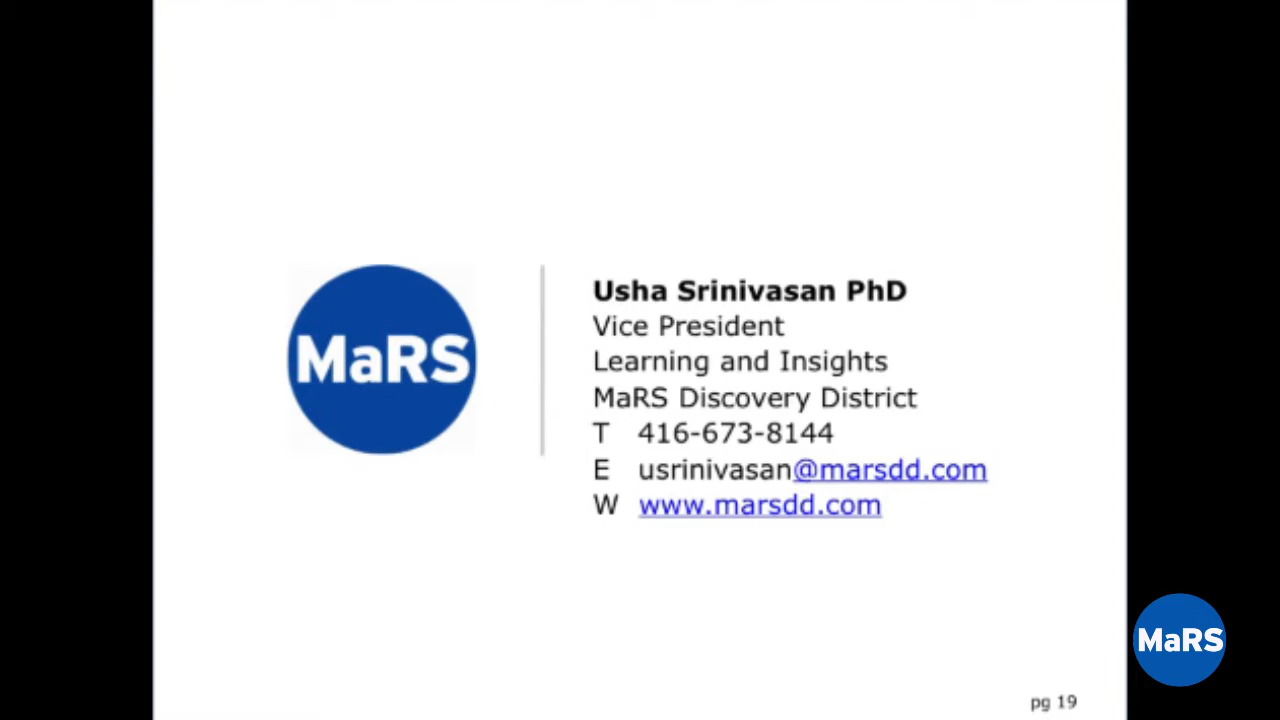 MaRS
Usha Srinivasan PhD
Vice President
Learning and Insights
MaRS Discovery District
T 416-673-8144
E usrinivasan@marsdd.com
W www.marsdd.com
MaRS
pg 19